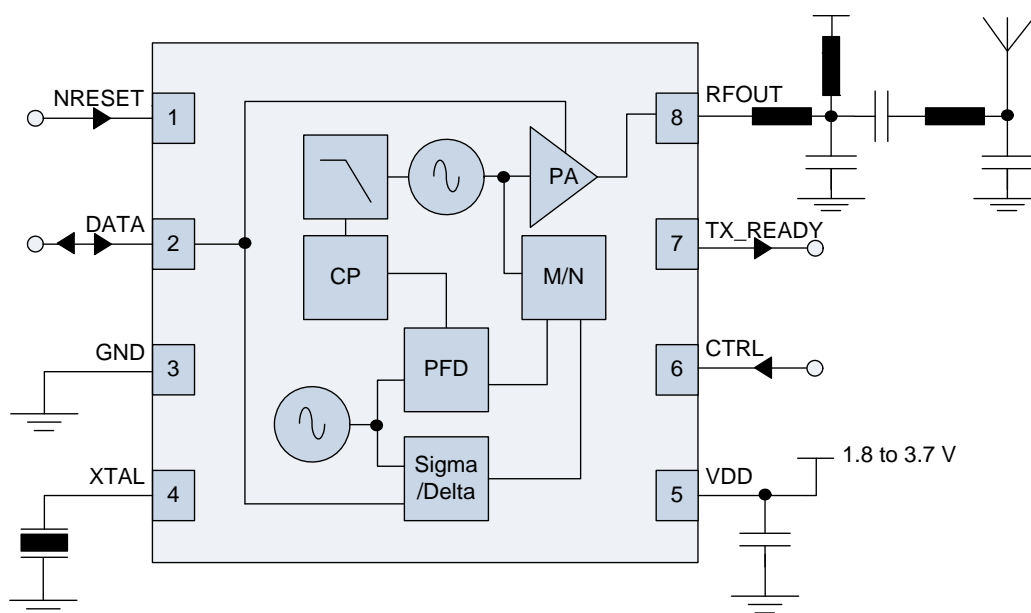 NRESET
1
DATA
2
GND
3
XTAL
4
PA
CP
M/N
PFD
Sigma
/Delta
RFOUT
8
TX_READY
7
CTRL
6
VDD
5
1.8 to 3.7 V